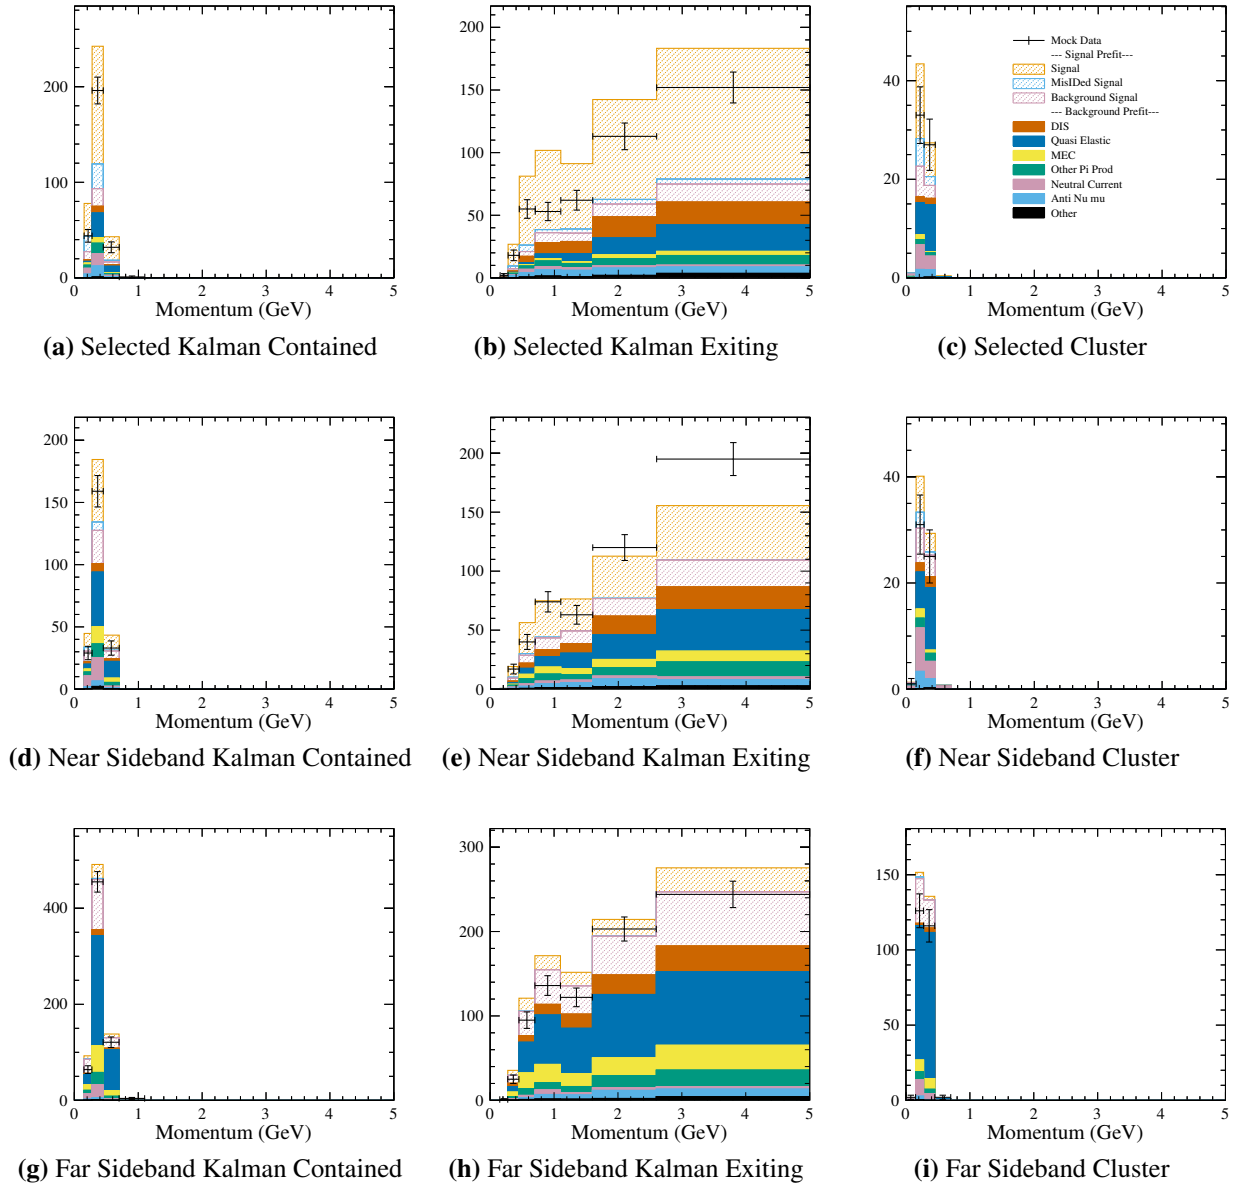 200
100
0
0 1 2 3 4 5
Momentum (GeV)
(a) Selected Kalman Contained
200
150
100
50
0
0 1 2 3 4 5
Momentum (GeV)
(b) Selected Kalman Exiting
40
20
0
0 1 2 3 4 5
Momentum (GeV)
Mock Data
--- Signal Prefit---
Signal
MisIDed Signal
Background Signal
--- Background Prefit---
DIS
Quasi Elastic
MEC
Other Pi Prod
Neutral Current
Anti Nu mu
Other
(c) Selected Cluster
200
150
100
50
0
0 1 2 3 4 5
Momentum (GeV)
(d) Near Sideband Kalman Contained
200
150
100
50
0
0 1 2 3 4 5
Momentum (GeV)
(e) Near Sideband Kalman Exiting
40
20
0
0 1 2 3 4 5
Momentum (GeV)
(f) Near Sideband Cluster
400
200
0
0 1 2 3 4 5
Momentum (GeV)
(g) Far Sideband Kalman Contained
300
200
100
0
0 1 2 3 4 5
Momentum (GeV)
(h) Far Sideband Kalman Exiting
150
100
50
0
0 1 2 3 4 5
Momentum (GeV)
(i) Far Sideband Cluster